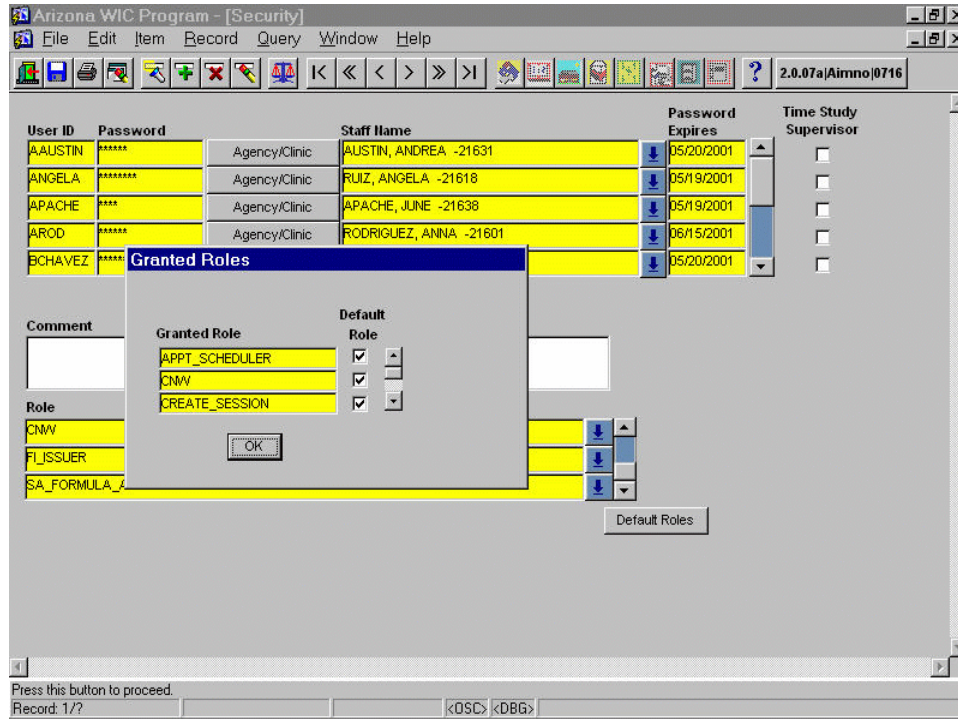 Arizona WIC Program - [Security]
File Edit Item Record Query Window Help
2.0.07a|Aimno|0716
User ID Password Staff Name Password Expires Time Study Supervisor
AAUSTIN ****** Agency/Clinic AUSTIN, ANDREA -21631 05/20/2001
ANGELA ******** Agency/Clinic RUIZ, ANGELA -21618 05/19/2001
APACHE **** Agency/Clinic APACHE, JUNE -21638 05/19/2001
AROD ****** Agency/Clinic RODRIGUEZ, ANNA -21601 06/15/2001
BCHAVEZ ***** 05/20/2001
Granted Roles
Comment
Granted Role Default Role
APPT_SCHEDULER
CNW
CREATE_SESSION
OK
Role
CNW
FI_ISSUER
SA_FORMULA_A
Default Roles
Press this button to proceed.
Record: 1/? <OSC> <DBG>